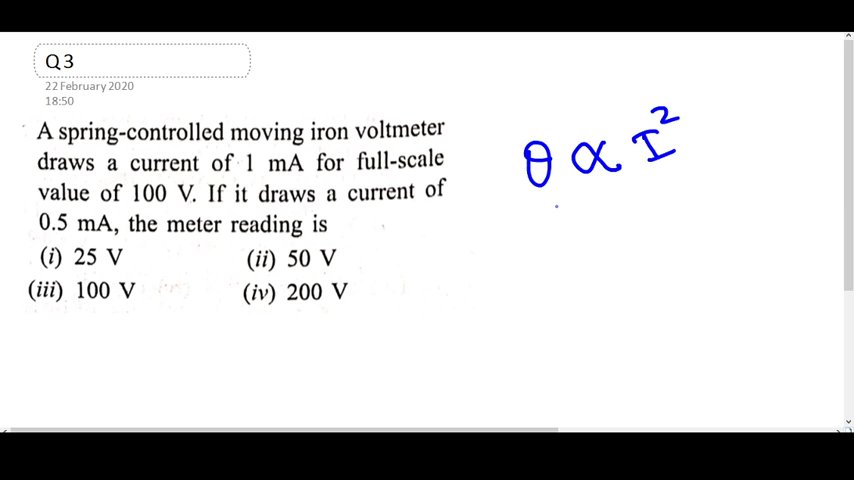 Q3
22 February 2020
18:50
A spring-controlled moving iron voltmeter
draws a current of 1 mA for full-scale
value of 100 V. If it draws a current of
0.5 mA, the meter reading is
(i) 25 V (ii) 50 V
(iii) 100 V (iv) 200 V
θ ∝ I²